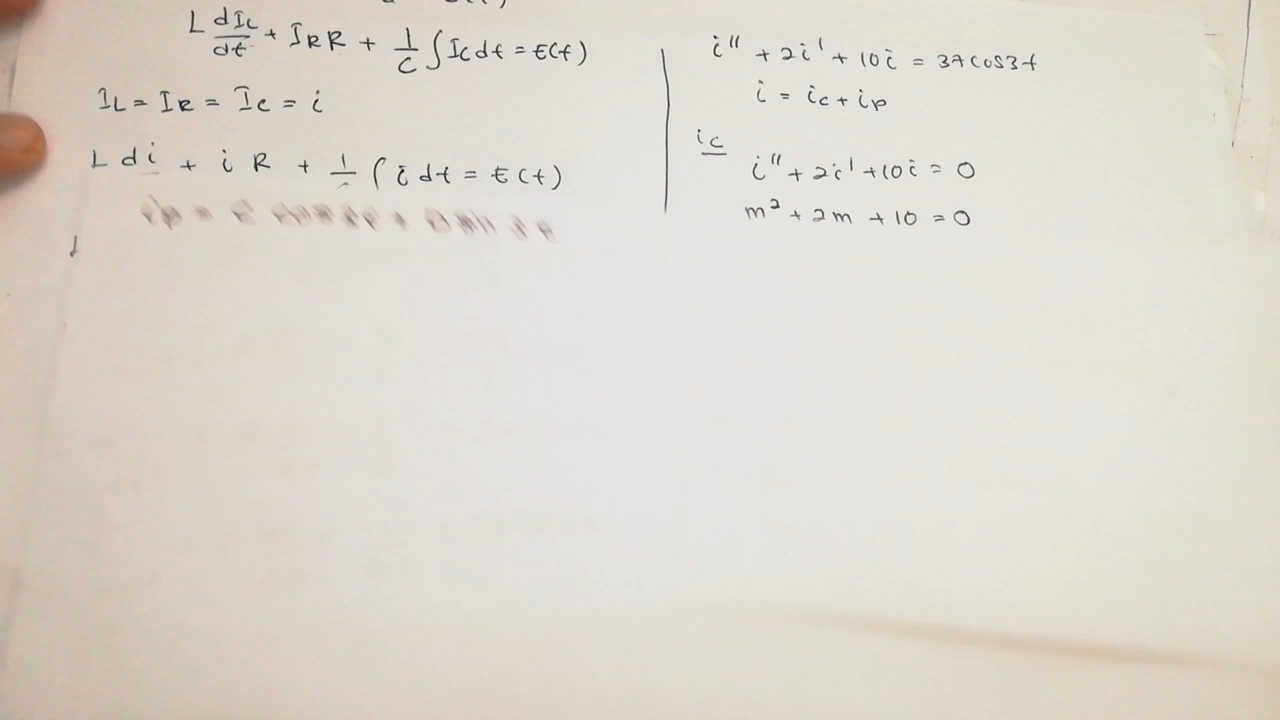 L dIL/dt + IRR + 1/C ∫ Ic dt = E(t)
IL = IR = Ic = i
L di + i R + 1/ ∫ i dt = E(t)
i'' + 2i' + 10i = 37cos3t
i = ic + ip
ic
i'' + 2i' + 10i = 0
m² + 2m + 10 = 0